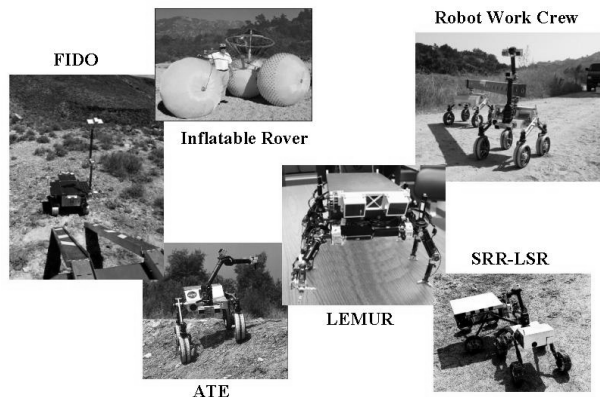 Robot Work Crew
FIDO
Inflatable Rover
SRR-LSR
LEMUR
ATE